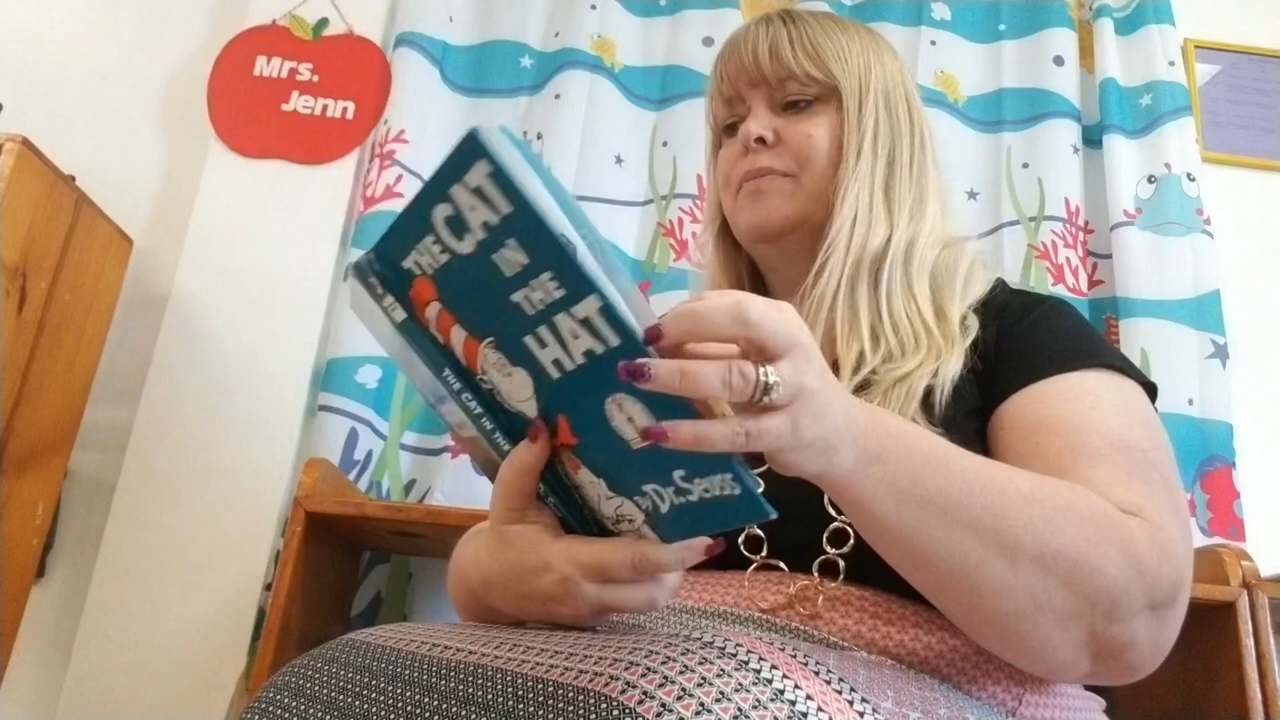 Mrs.
Jenn
THE CAT
IN
THE
HAT
By Dr. Seuss
THE CAT IN THE